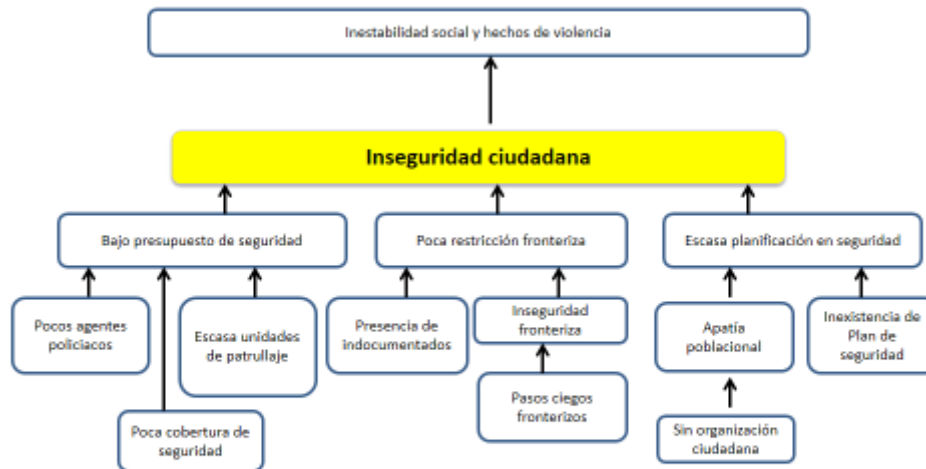 Inestabilidad social y hechos de violencia
Inseguridad ciudadana
Bajo presupuesto de seguridad
Poca restricción fronteriza
Escasa planificación en seguridad
Pocos agentes
policiacos
Escasa unidades
de patrullaje
Presencia de
indocumentados
Inseguridad
fronteriza
Apatía
poblacional
Inexistencia de
Plan de
seguridad
Poca cobertura de
seguridad
Pasos ciegos
fronterizos
Sin organización
ciudadana